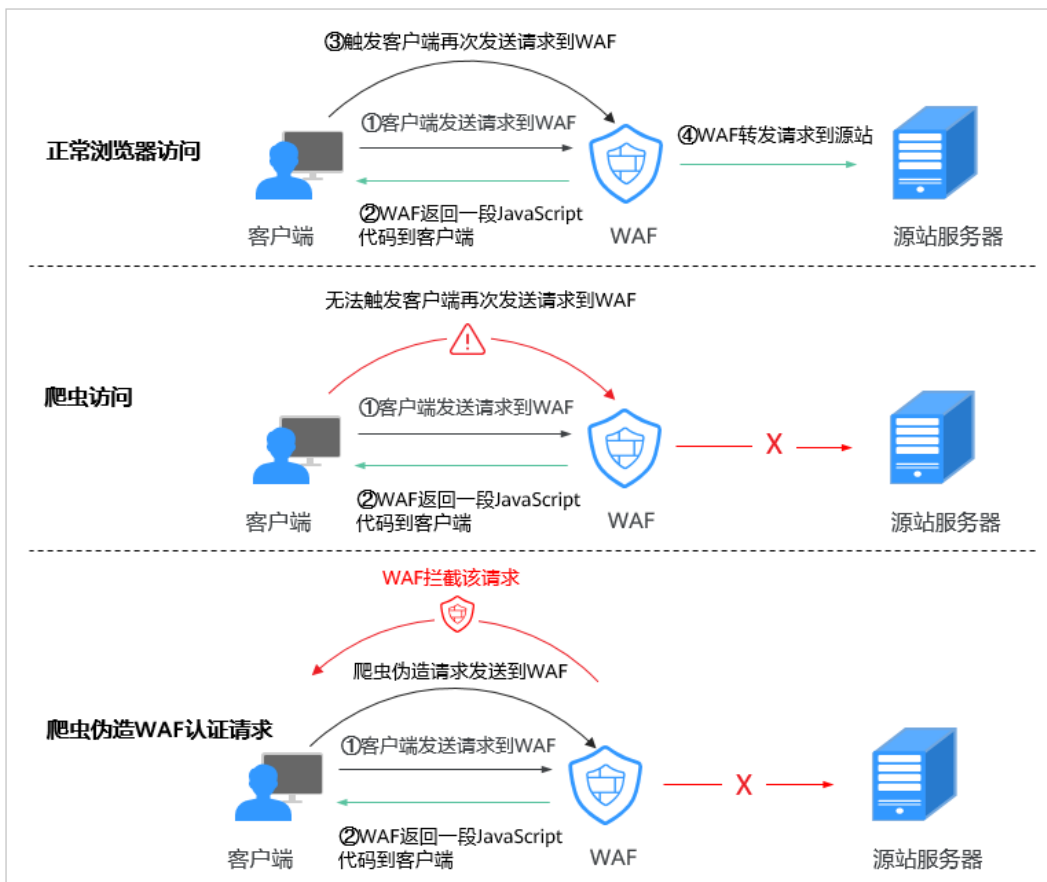 ③触发客户端再次发送请求到WAF
①客户端发送请求到WAF
④WAF转发请求到源站
正常浏览器访问
②WAF返回一段JavaScript
代码到客户端
客户端
WAF
源站服务器
无法触发客户端再次发送请求到WAF
爬虫访问
①客户端发送请求到WAF
X
②WAF返回一段JavaScript
代码到客户端
客户端
WAF
源站服务器
WAF拦截该请求
爬虫伪造请求发送到WAF
爬虫伪造WAF认证请求
①客户端发送请求到WAF
X
②WAF返回一段JavaScript
代码到客户端
客户端
WAF
源站服务器